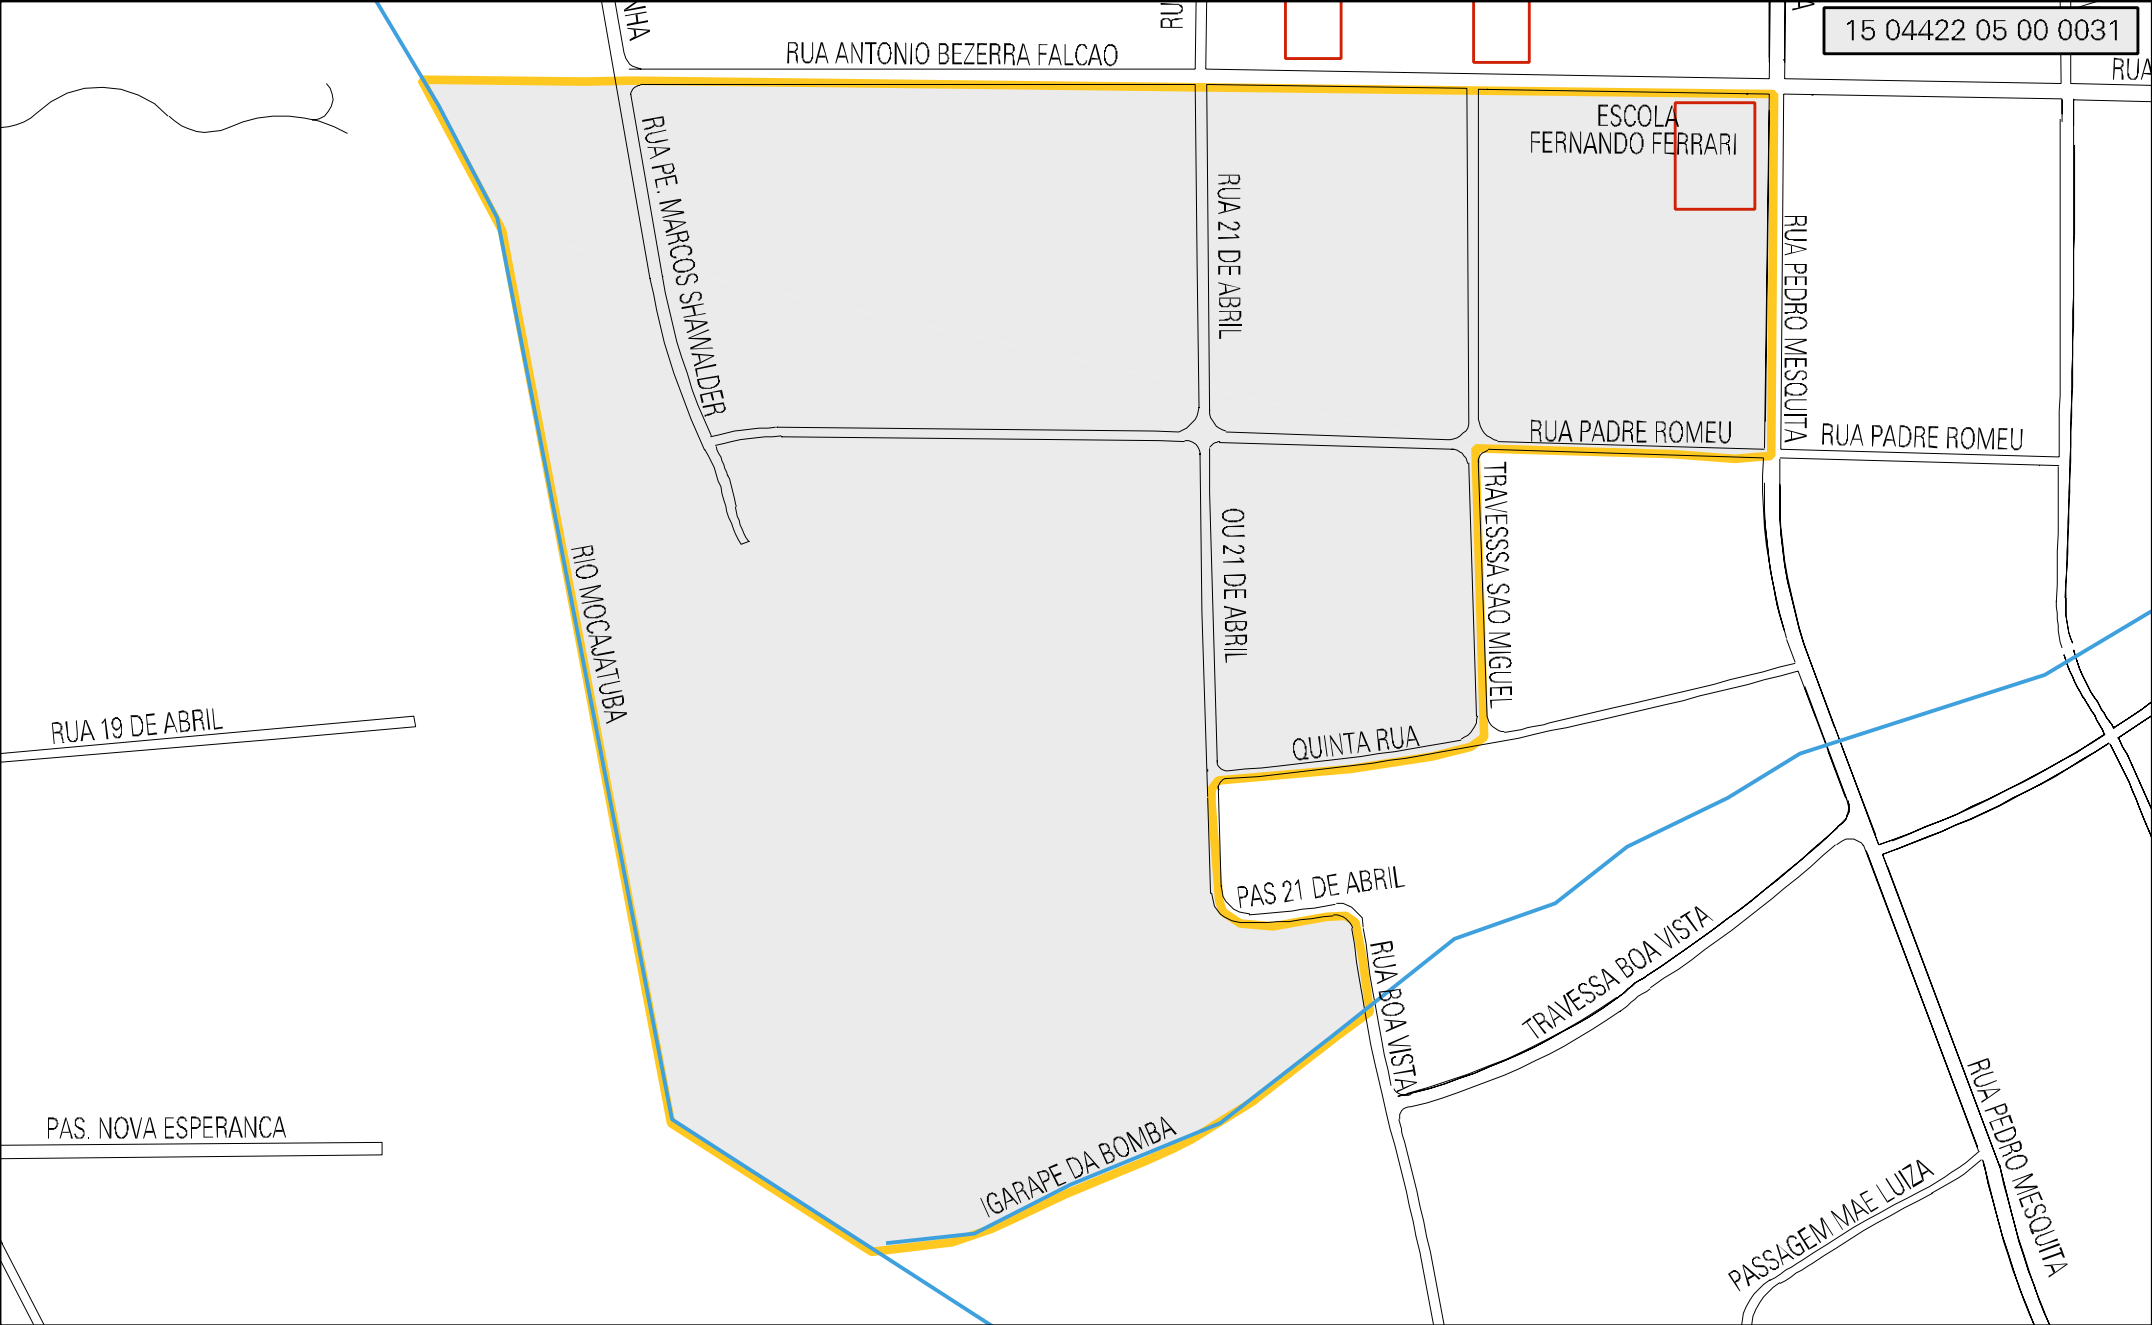 15 04422 05 00 0031
RUA ANTONIO BEZERRA FALCAO
RUA
ESCOLA
FERNANDO FERRARI
RUA PE. MARCOS SHAWALDER
RUA 21 DE ABRIL
RUA PEDRO MESQUITA
RUA PADRE ROMEU
RUA PADRE ROMEU
TRAVESSSA SAO MIGUEL
OU 21 DE ABRIL
RIO MOCAJATUBA
RUA 19 DE ABRIL
QUINTA RUA
PAS 21 DE ABRIL
RUA BOA VISTA
TRAVESSA BOA VISTA
PAS. NOVA ESPERANCA
IGARAPE DA BOMBA
RUA PEDRO MESQUITA
PASSAGEM MAE LUIZA